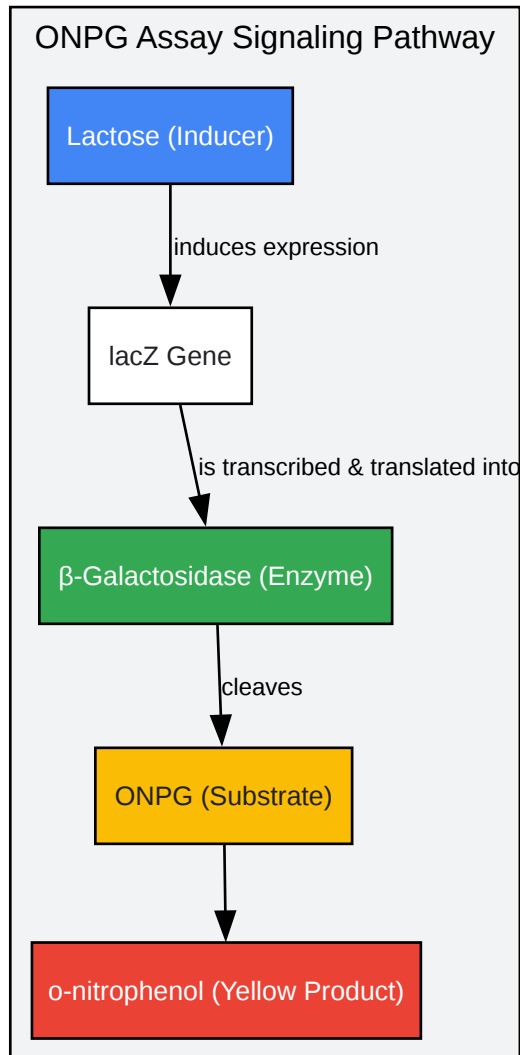 ONPG Assay Signaling Pathway
Lactose (Inducer)
induces expression
lacZ Gene
is transcribed & translated into
β-Galactosidase (Enzyme)
cleaves
ONPG (Substrate)
o-nitrophenol (Yellow Product)